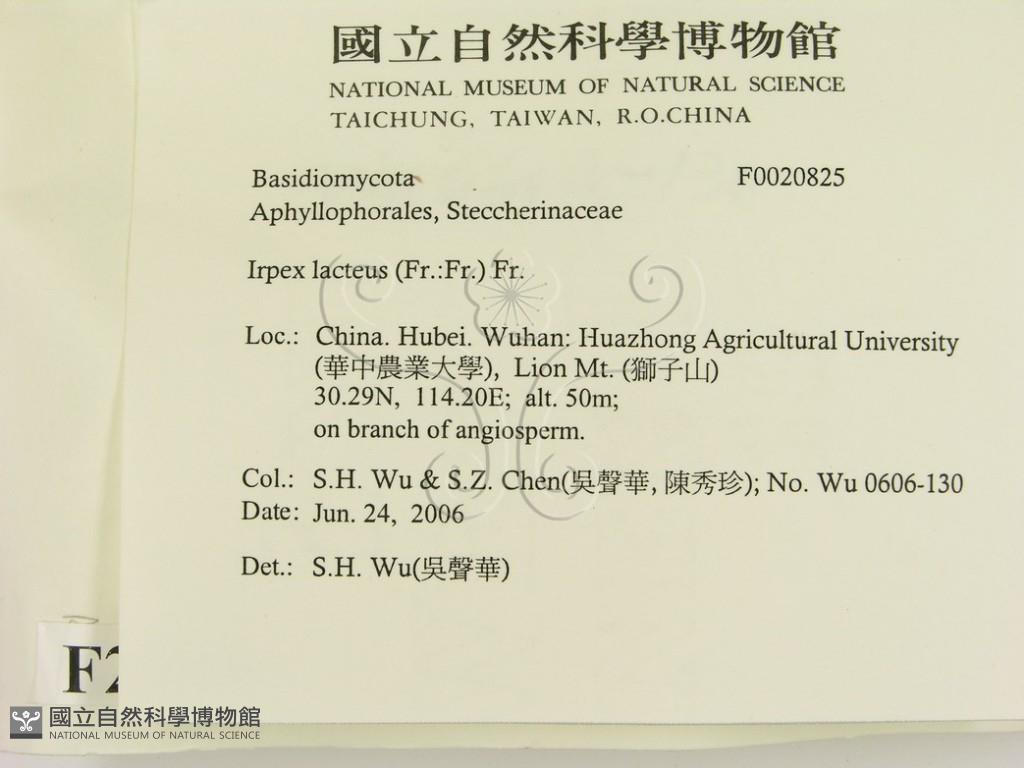 國立自然科學博物館
NATIONAL MUSEUM OF NATURAL SCIENCE
TAICHUNG, TAIWAN, R.O.CHINA
Basidiomycota F0020825
Aphyllophorales, Steccherinaceae
Irpex lacteus (Fr.:Fr.) Fr.
Loc.: China. Hubei. Wuhan: Huazhong Agricultural University
(華中農業大學), Lion Mt. (獅子山)
30.29N, 114.20E; alt. 50m;
on branch of angiosperm.
Col.: S.H. Wu & S.Z. Chen(吳聲華, 陳秀珍); No. Wu 0606-130
Date: Jun. 24, 2006
Det.: S.H. Wu(吳聲華)
F2
國立自然科學博物館
NATIONAL MUSEUM OF NATURAL SCIENCE